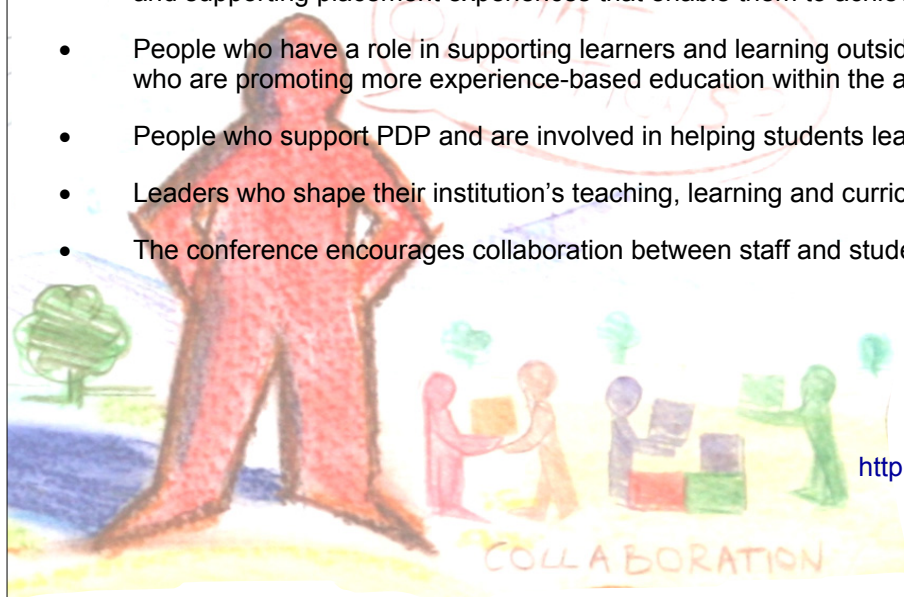 and supporting placement experiences that enable them to achiev
• People who have a role in supporting learners and learning outsid
who are promoting more experience-based education within the a
• People who support PDP and are involved in helping students lea
• Leaders who shape their institution’s teaching, learning and curric
• The conference encourages collaboration between staff and stude
http
COLLABORATION